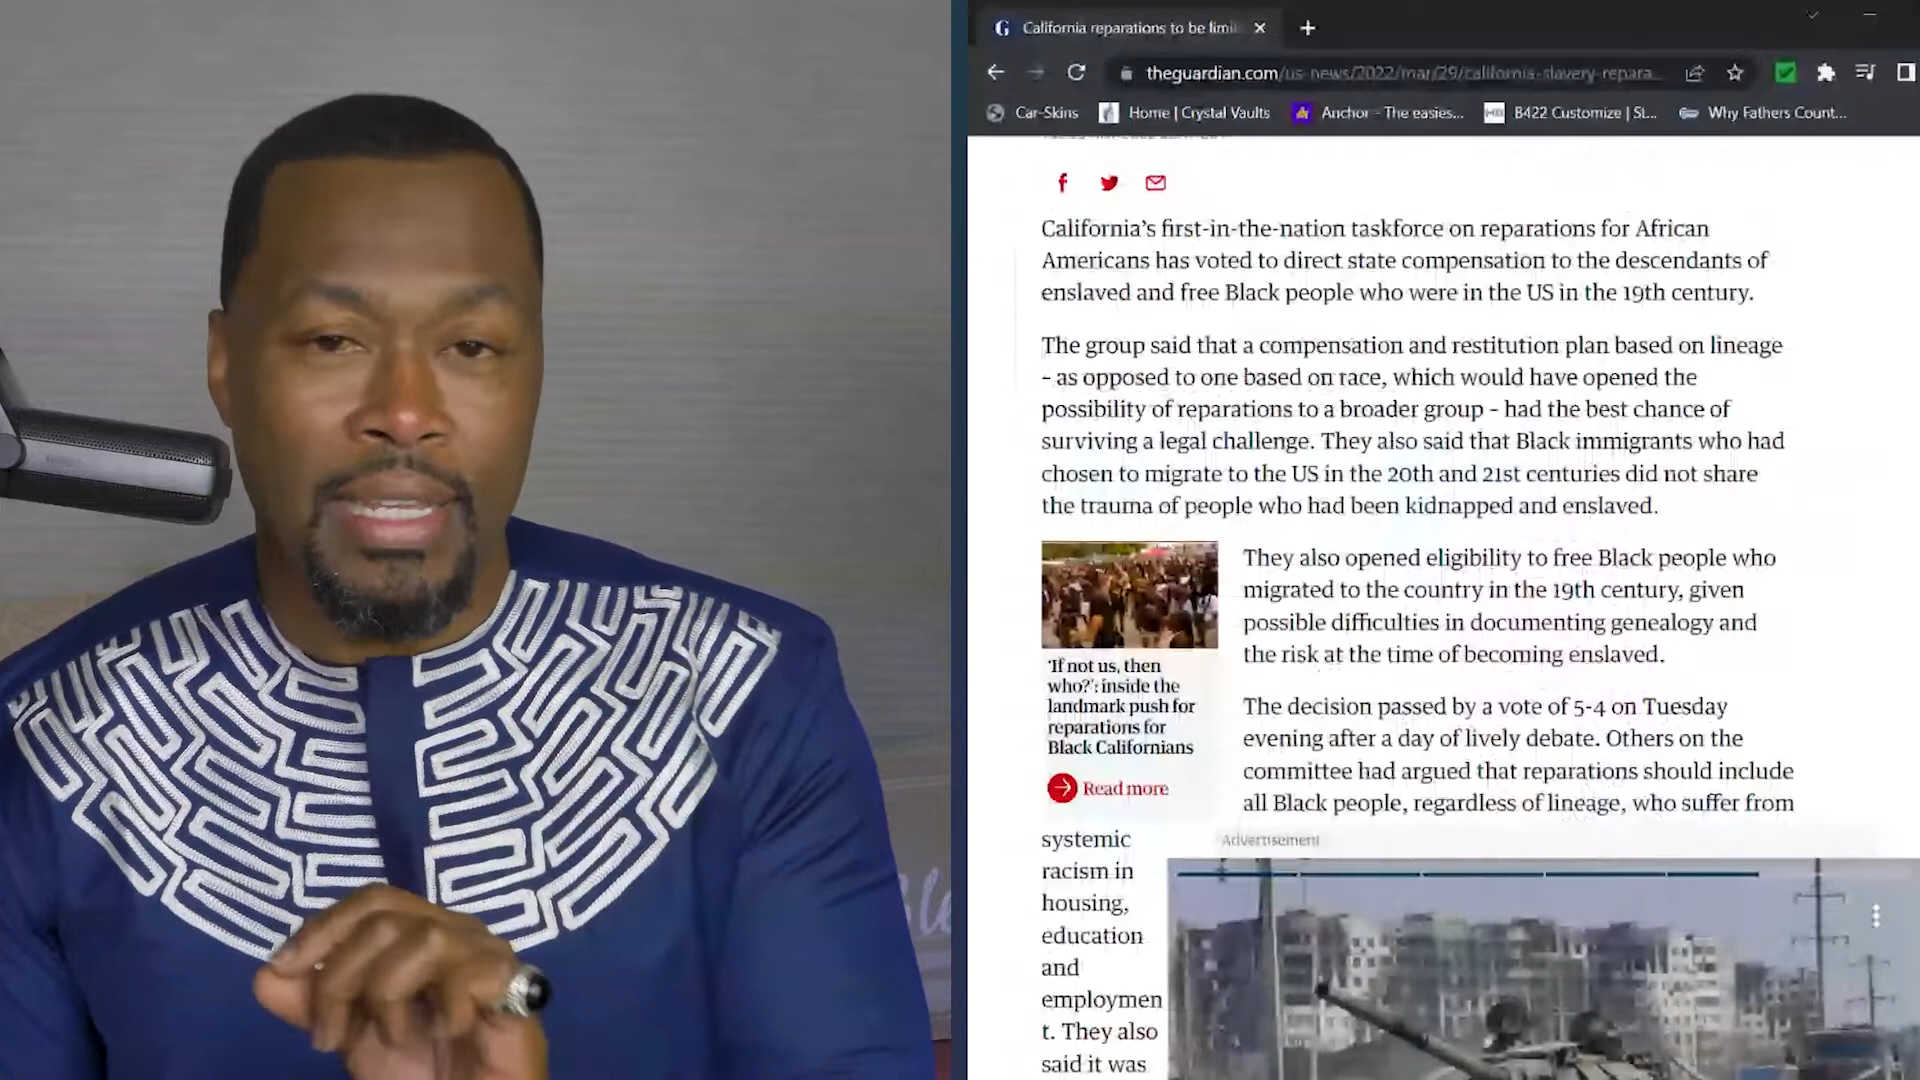 California reparations to be limi
theguardian.com/us-news/2022/mar/29/california-slavery-repara...
Car-Skins
Home | Crystal Vaults
Anchor - The easies...
B422 Customize | St...
Why Fathers Count...
California's first-in-the-nation taskforce on reparations for African
Americans has voted to direct state compensation to the descendants of
enslaved and free Black people who were in the US in the 19th century.
The group said that a compensation and restitution plan based on lineage
– as opposed to one based on race, which would have opened the
possibility of reparations to a broader group – had the best chance of
surviving a legal challenge. They also said that Black immigrants who had
chosen to migrate to the US in the 20th and 21st centuries did not share
the trauma of people who had been kidnapped and enslaved.
They also opened eligibility to free Black people who
migrated to the country in the 19th century, given
possible difficulties in documenting genealogy and
the risk at the time of becoming enslaved.
'If not us, then
who?': inside the
landmark push for
reparations for
Black Californians
Read more
The decision passed by a vote of 5-4 on Tuesday
evening after a day of lively debate. Others on the
committee had argued that reparations should include
all Black people, regardless of lineage, who suffer from
systemic
racism in
housing,
education
and
employmen
t. They also
said it was
Advertisement